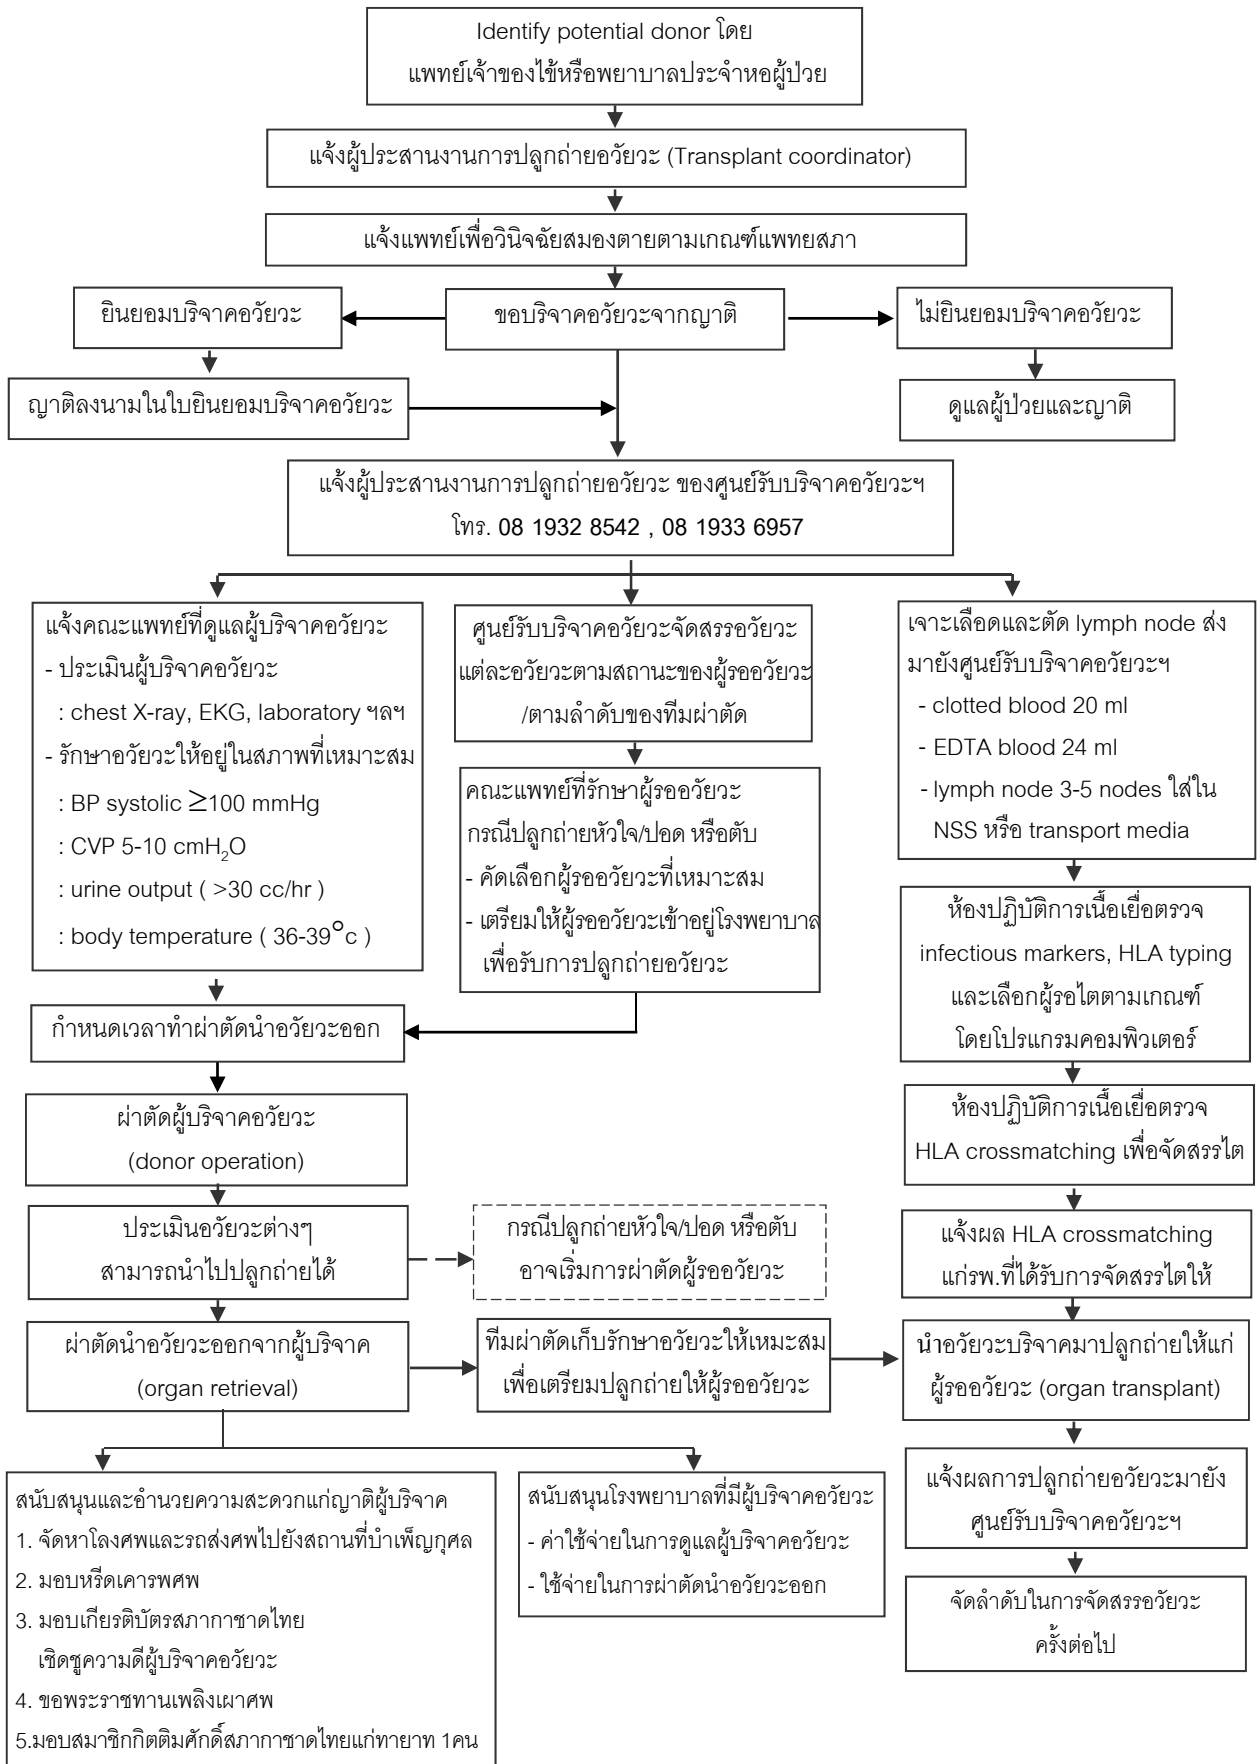 Identify potential donor โดย
แพทย์เจ้าของไข้หรือพยาบาลประจำหอผู้ป่วย
แจ้งผู้ประสานงานการปลูกถ่ายอวัยวะ (Transplant coordinator)
แจ้งแพทย์เพื่อวินิจฉัยสมองตายตามเกณฑ์แพทยสภา
ยินยอมบริจาคอวัยวะ
ขอบริจาคอวัยวะจากญาติ
ไม่ยินยอมบริจาคอวัยวะ
ญาติลงนามในใบยินยอมบริจาคอวัยวะ
ดูแลผู้ป่วยและญาติ
แจ้งผู้ประสานงานการปลูกถ่ายอวัยวะ ของศูนย์รับบริจาคอวัยวะฯ
โทร. 08 1932 8542 , 08 1933 6957
แจ้งคณะแพทย์ที่ดูแลผู้บริจาคอวัยวะ
- ประเมินผู้บริจาคอวัยวะ
: chest X-ray, EKG, laboratory ฯลฯ
- รักษาอวัยวะให้อยู่ในสภาพที่เหมาะสม
: BP systolic ≥100 mmHg
: CVP 5-10 cmH₂O
: urine output ( >30 cc/hr )
: body temperature ( 36-39°c )
ศูนย์รับบริจาคอวัยวะจัดสรรอวัยวะ
แต่ละอวัยวะตามสถานะของผู้รออวัยวะ
/ตามลำดับของทีมผ่าตัด
คณะแพทย์ที่รักษาผู้รออวัยวะ
กรณีปลูกถ่ายหัวใจ/ปอด หรือตับ
- คัดเลือกผู้รออวัยวะที่เหมาะสม
- เตรียมให้ผู้รออวัยวะเข้าอยู่โรงพยาบาล
เพื่อรับการปลูกถ่ายอวัยวะ
เจาะเลือดและตัด lymph node ส่ง
มายังศูนย์รับบริจาคอวัยวะฯ
- clotted blood 20 ml
- EDTA blood 24 ml
- lymph node 3-5 nodes ใส่ใน
NSS หรือ transport media
ห้องปฏิบัติการเนื้อเยื่อตรวจ
infectious markers, HLA typing
และเลือกผู้รอไตตามเกณฑ์
โดยโปรแกรมคอมพิวเตอร์
กำหนดเวลาทำผ่าตัดนำอวัยวะออก
ผ่าตัดผู้บริจาคอวัยวะ
(donor operation)
ห้องปฏิบัติการเนื้อเยื่อตรวจ
HLA crossmatching เพื่อจัดสรรไต
ประเมินอวัยวะต่างๆ
สามารถนำไปปลูกถ่ายได้
กรณีปลูกถ่ายหัวใจ/ปอด หรือตับ
อาจเริ่มการผ่าตัดผู้รออวัยวะ
แจ้งผล HLA crossmatching
แก่รพ.ที่ได้รับการจัดสรรไตให้
ผ่าตัดนำอวัยวะออกจากผู้บริจาค
(organ retrieval)
ทีมผ่าตัดเก็บรักษาอวัยวะให้เหมะสม
เพื่อเตรียมปลูกถ่ายให้ผู้รออวัยวะ
นำอวัยวะบริจาคมาปลูกถ่ายให้แก่
ผู้รออวัยวะ (organ transplant)
สนับสนุนและอำนวยความสะดวกแก่ญาติผู้บริจาค
1. จัดหาโลงศพและรถส่งศพไปยังสถานที่บำเพ็ญกุศล
2. มอบหรีดเคารพศพ
3. มอบเกียรติบัตรสภากาชาดไทย
เชิดชูความดีผู้บริจาคอวัยวะ
4. ขอพระราชทานเพลิงเผาศพ
5.มอบสมาชิกกิตติมศักดิ์สภากาชาดไทยแก่ทายาท 1คน
สนับสนุนโรงพยาบาลที่มีผู้บริจาคอวัยวะ
- ค่าใช้จ่ายในการดูแลผู้บริจาคอวัยวะ
- ใช้จ่ายในการผ่าตัดนำอวัยวะออก
แจ้งผลการปลูกถ่ายอวัยวะมายัง
ศูนย์รับบริจาคอวัยวะฯ
จัดลำดับในการจัดสรรอวัยวะ
ครั้งต่อไป